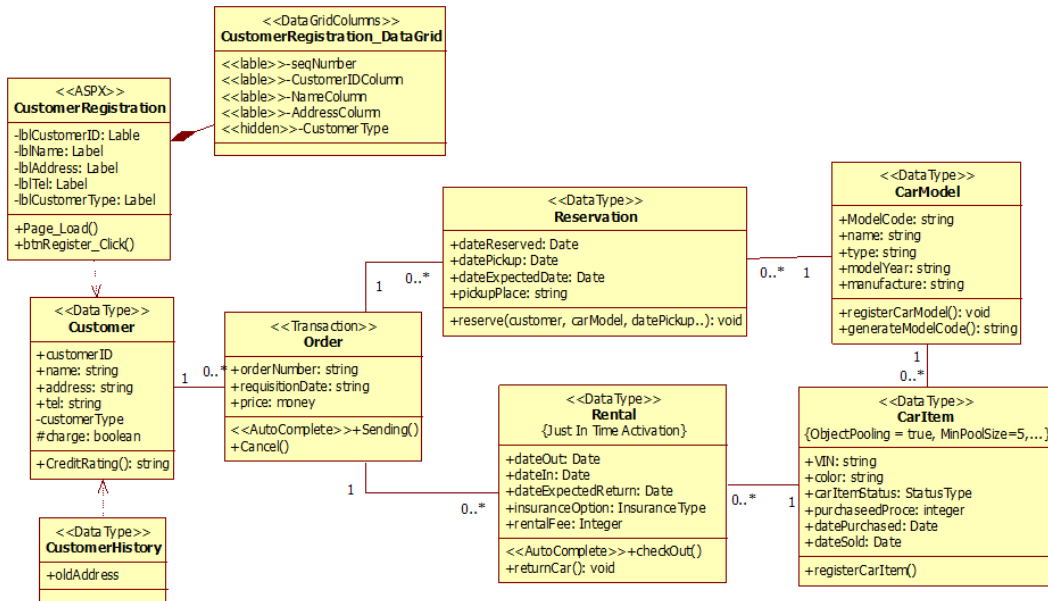 <<DataGridColumns>>
CustomerRegistration_DataGrid
<<lable>>-seqNumber
<<lable>>-CustomerIDColumn
<<lable>>-NameColumn
<<lable>>-AddressColumn
<<hidden>>-CustomerType
<<ASPX>>
CustomerRegistration
-lblCustomerID: Lable
-lblName: Label
-lblAddress: Label
-lblTel: Label
-lblCustomerType: Label
+Page_Load()
+btnRegister_Click()
<<DataType>>
Customer
+customerID
+name: string
+address: string
+tel: string
-customerType
#charge: boolean
+CreditRating(): string
<<DataType>>
CustomerHistory
+oldAddress
1
0..*
<<Transaction>>
Order
+orderNumber: string
+requisitionDate: string
+price: money
<<AutoComplete>>+Sending()
+Cancel()
1
0..*
<<DataType>>
Reservation
+dateReserved: Date
+datePickup: Date
+dateExpectedDate: Date
+pickupPlace: string
+reserve(customer, carModel, datePickup..): void
0..*
1
<<DataType>>
CarModel
+ModelCode: string
+name: string
+type: string
+modelYear: string
+manufacture: string
+registerCarModel(): void
+generateModelCode(): string
1
0..*
1
0..*
<<DataType>>
Rental
{Just In Time Activation}
+dateOut: Date
+dateIn: Date
+dateExpectedReturn: Date
+insuranceOption: InsuranceType
+rentalFee: Integer
<<AutoComplete>>+checkOut()
+returnCar(): void
0..*
1
<<DataType>>
CarItem
{ObjectPooling = true, MinPoolSize=5,...}
+VIN: string
+color: string
+carItemStatus: StatusType
+purchaseedProce: integer
+datePurchased: Date
+dateSold: Date
+registerCarItem()